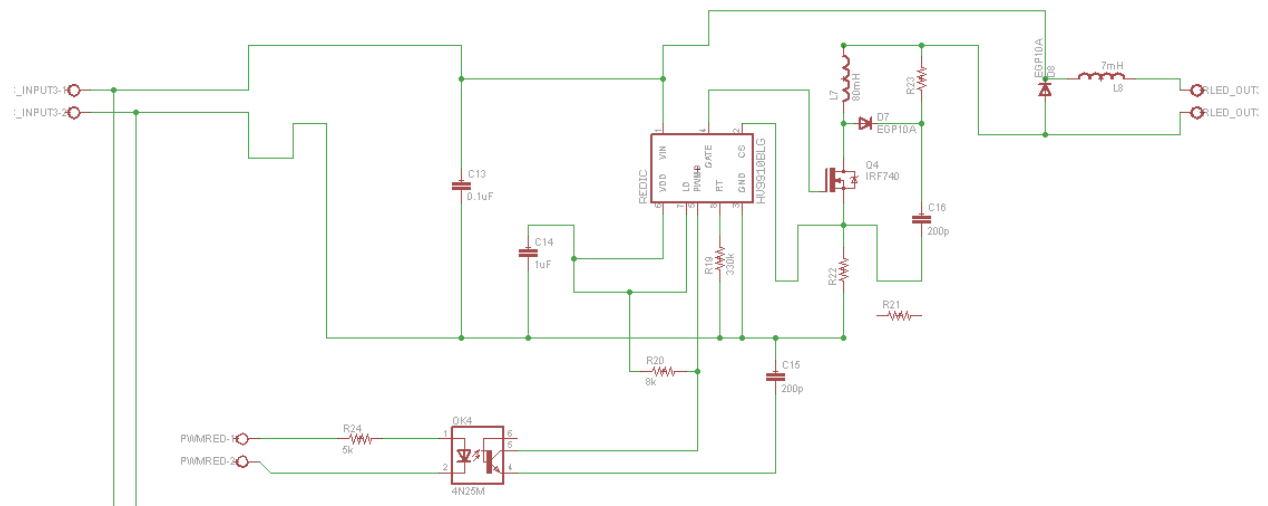 EGP10A
D8
7mH
L8
:_INPUT3-1
:_INPUT3-2
RLED_OUT:
RLED_OUT:
L7
80mH
R23
D7
EGP10A
1
4
2
VIN
GATE
CS
REDIC
HV9910BLG
VDD
LD
PWMD
RT
GND
6
7
5
8
3
Q4
IRF740
C13
0.1uF
C14
1uF
C16
200p
R19
330k
R22
R21
R20
8k
C15
200p
PWMRED-1
PWMRED-2
R24
5k
OK4
1
2
6
5
4
4N25M